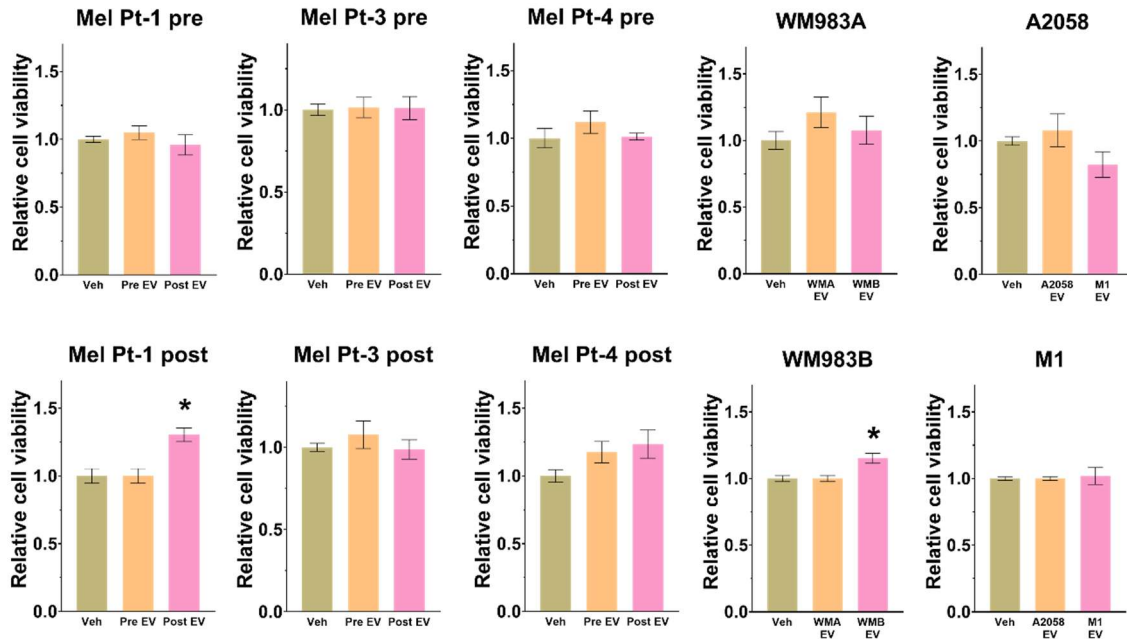 Mel Pt-1 pre
Relative cell viability
1.5
1.0
0.5
0.0
Veh Pre EV Post EV
Mel Pt-3 pre
Relative cell viability
1.5
1.0
0.5
0.0
Veh Pre EV Post EV
Mel Pt-4 pre
Relative cell viability
1.5
1.0
0.5
0.0
Veh Pre EV Post EV
WM983A
Relative cell viability
1.5
1.0
0.5
0.0
Veh WMA WMB
EV EV
A2058
Relative cell viability
1.5
1.0
0.5
0.0
Veh A2058 M1
EV EV
Mel Pt-1 post
Relative cell viability
1.5
1.0
0.5
0.0
*
Veh Pre EV Post EV
Mel Pt-3 post
Relative cell viability
1.5
1.0
0.5
0.0
Veh Pre EV Post EV
Mel Pt-4 post
Relative cell viability
1.5
1.0
0.5
0.0
Veh Pre EV Post EV
WM983B
Relative cell viability
1.5
1.0
0.5
0.0
*
Veh WMA WMB
EV EV
M1
Relative cell viability
1.5
1.0
0.5
0.0
Veh A2058 M1
EV EV